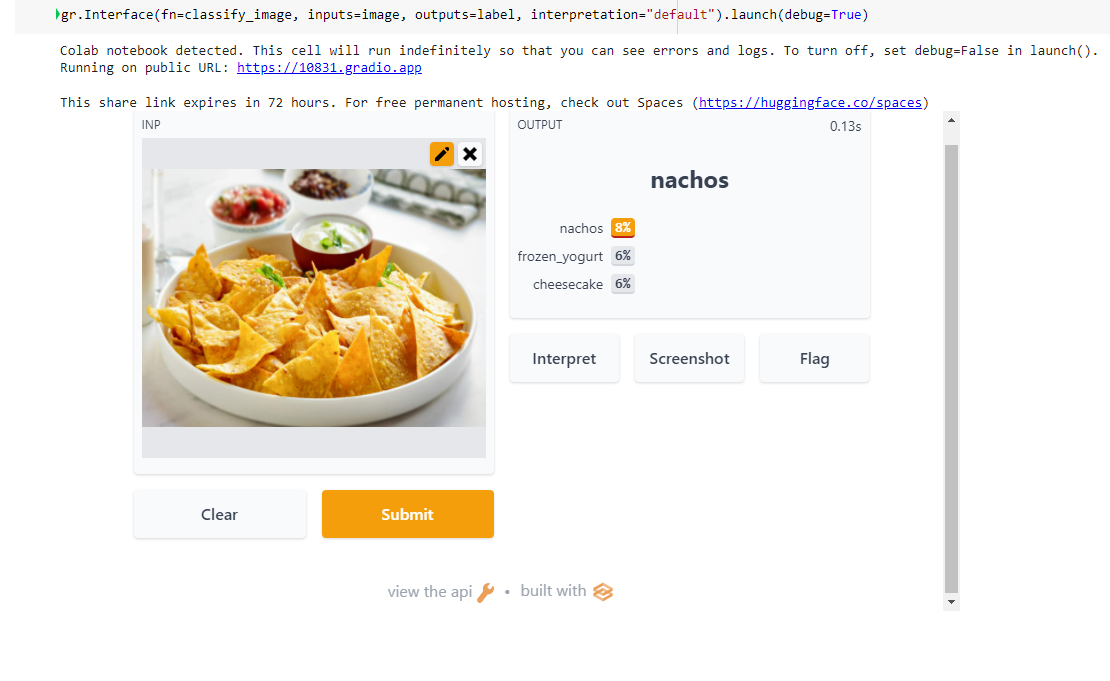 gr.Interface(fn=classify_image, inputs=image, outputs=label, interpretation="default").launch(debug=True)
Colab notebook detected. This cell will run indefinitely so that you can see errors and logs. To turn off, set debug=False in launch().
Running on public URL: https://10831.gradio.app
This share link expires in 72 hours. For free permanent hosting, check out Spaces (https://huggingface.co/spaces)
INP
OUTPUT
0.13s
nachos
nachos 8%
frozen_yogurt 6%
cheesecake 6%
Interpret
Screenshot
Flag
Clear
Submit
view the api • built with